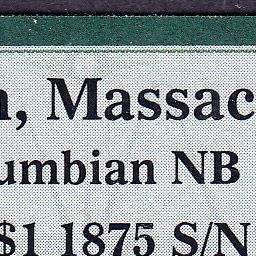 n, Massac
umbian NB
$1 1875 S/N